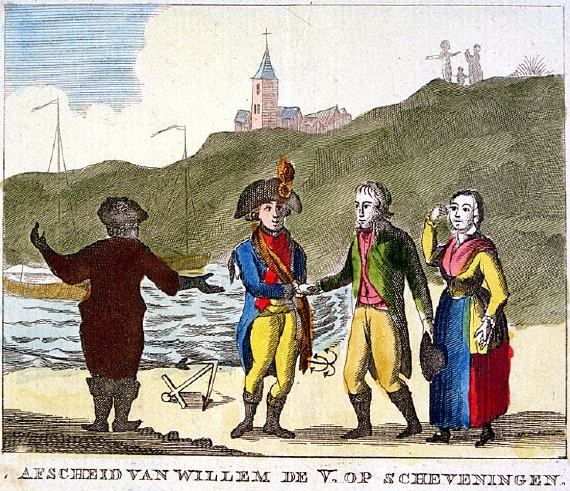 AFSCHEID VAN WILLEM DE V. OP SCHEVENINGEN.